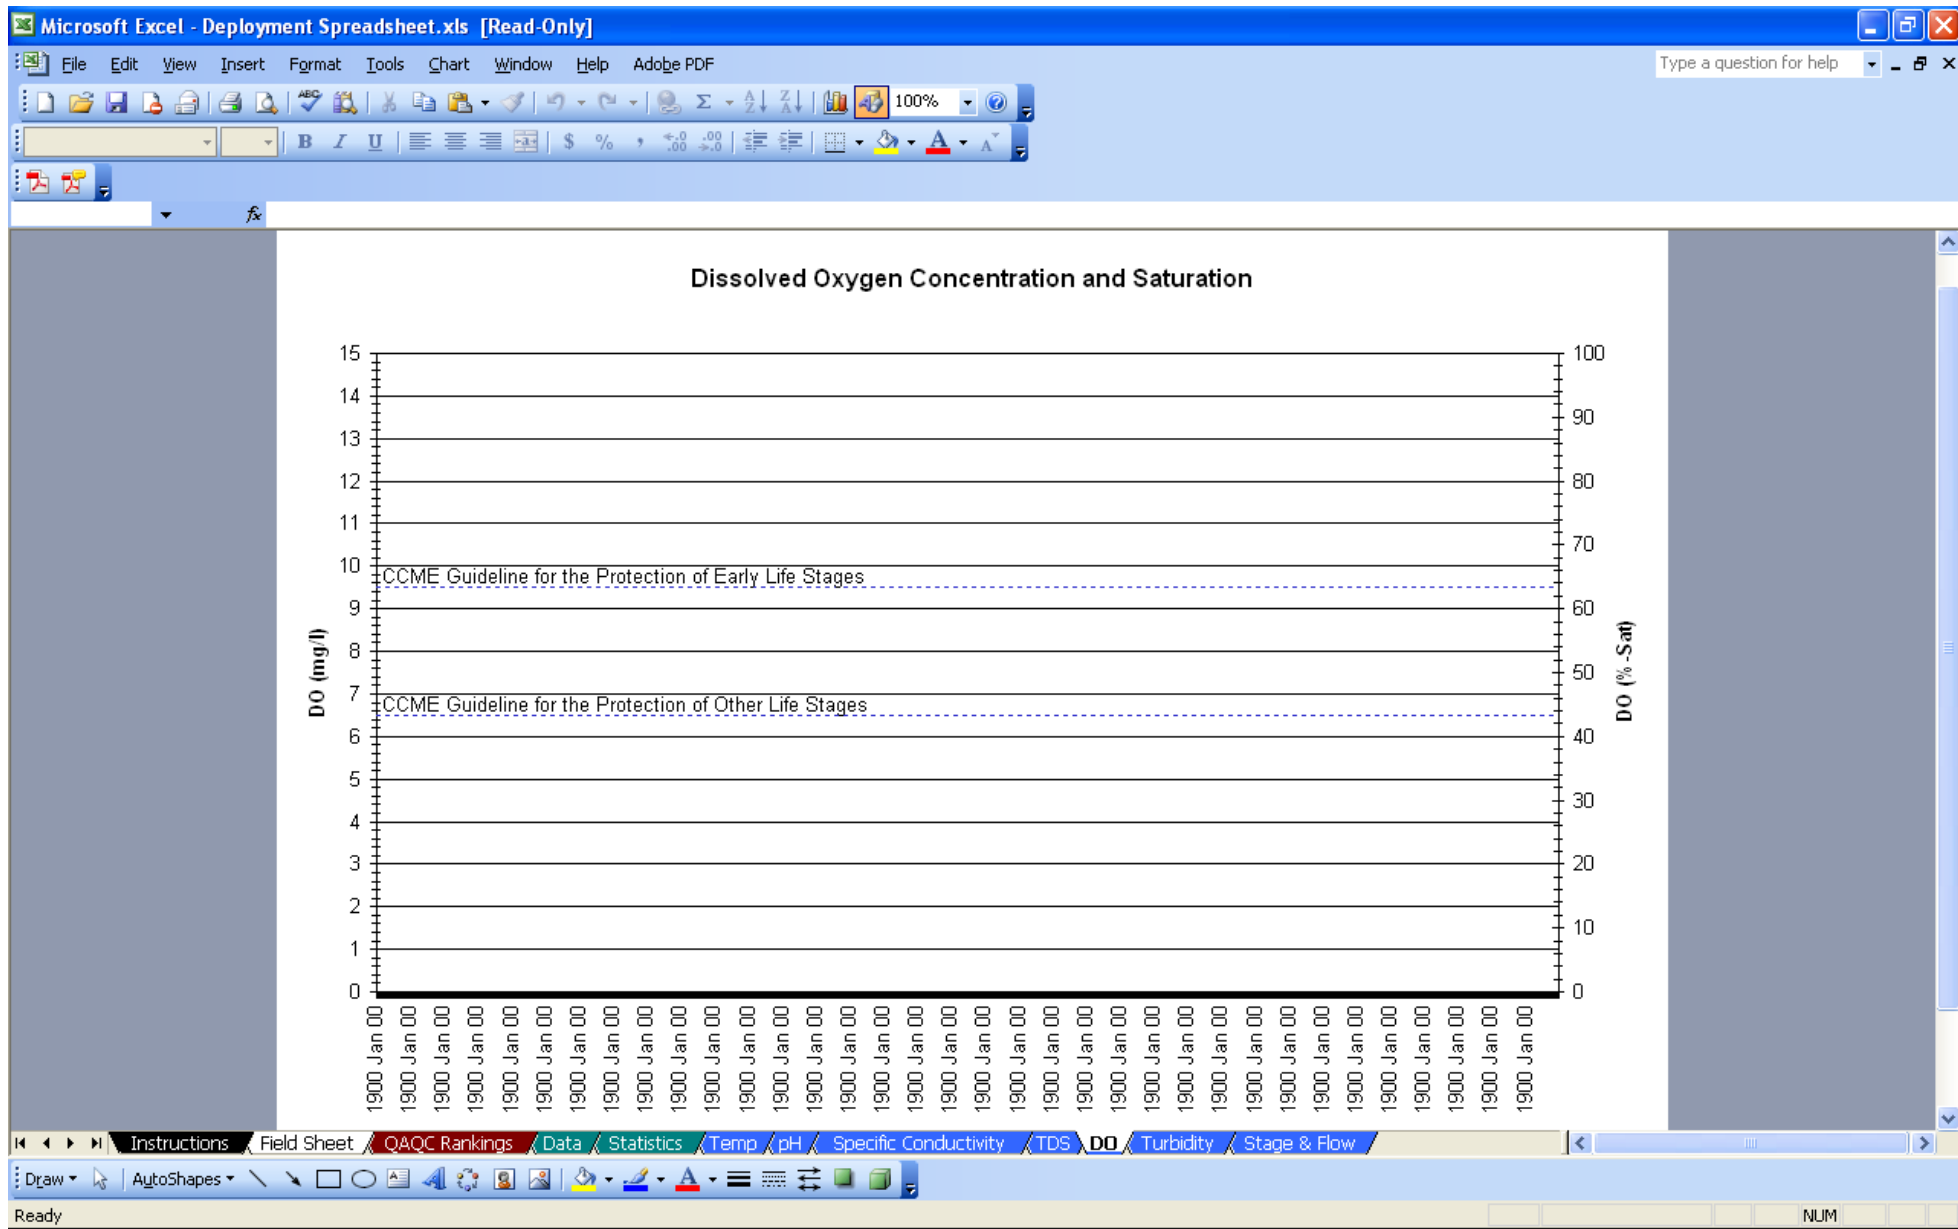 Microsoft Excel - Deployment Spreadsheet.xls [Read-Only]
File Edit View Insert Format Tools Chart Window Help Adobe PDF Type a question for help
100%
B I U $ % ,
fx
Dissolved Oxygen Concentration and Saturation
15 100
14
90
13
12 80
11
70
10
CCME Guideline for the Protection of Early Life Stages
9 60
8
50
7
CCME Guideline for the Protection of Other Life Stages
6 40
5
30
4
3 20
2
10
1
0 0
DO (mg/l)
DO (%-Sat)
1900 Jan 00 1900 Jan 00 1900 Jan 00 1900 Jan 00 1900 Jan 00 1900 Jan 00 1900 Jan 00 1900 Jan 00 1900 Jan 00 1900 Jan 00 1900 Jan 00 1900 Jan 00 1900 Jan 00 1900 Jan 00 1900 Jan 00 1900 Jan 00 1900 Jan 00 1900 Jan 00 1900 Jan 00 1900 Jan 00 1900 Jan 00 1900 Jan 00 1900 Jan 00 1900 Jan 00 1900 Jan 00 1900 Jan 00 1900 Jan 00 1900 Jan 00 1900 Jan 00 1900 Jan 00 1900 Jan 00 1900 Jan 00 1900 Jan 00 1900 Jan 00 1900 Jan 00
Instructions Field Sheet QAQC Rankings Data Statistics Temp pH Specific Conductivity TDS DO Turbidity Stage & Flow
Draw AutoShapes
Ready NUM